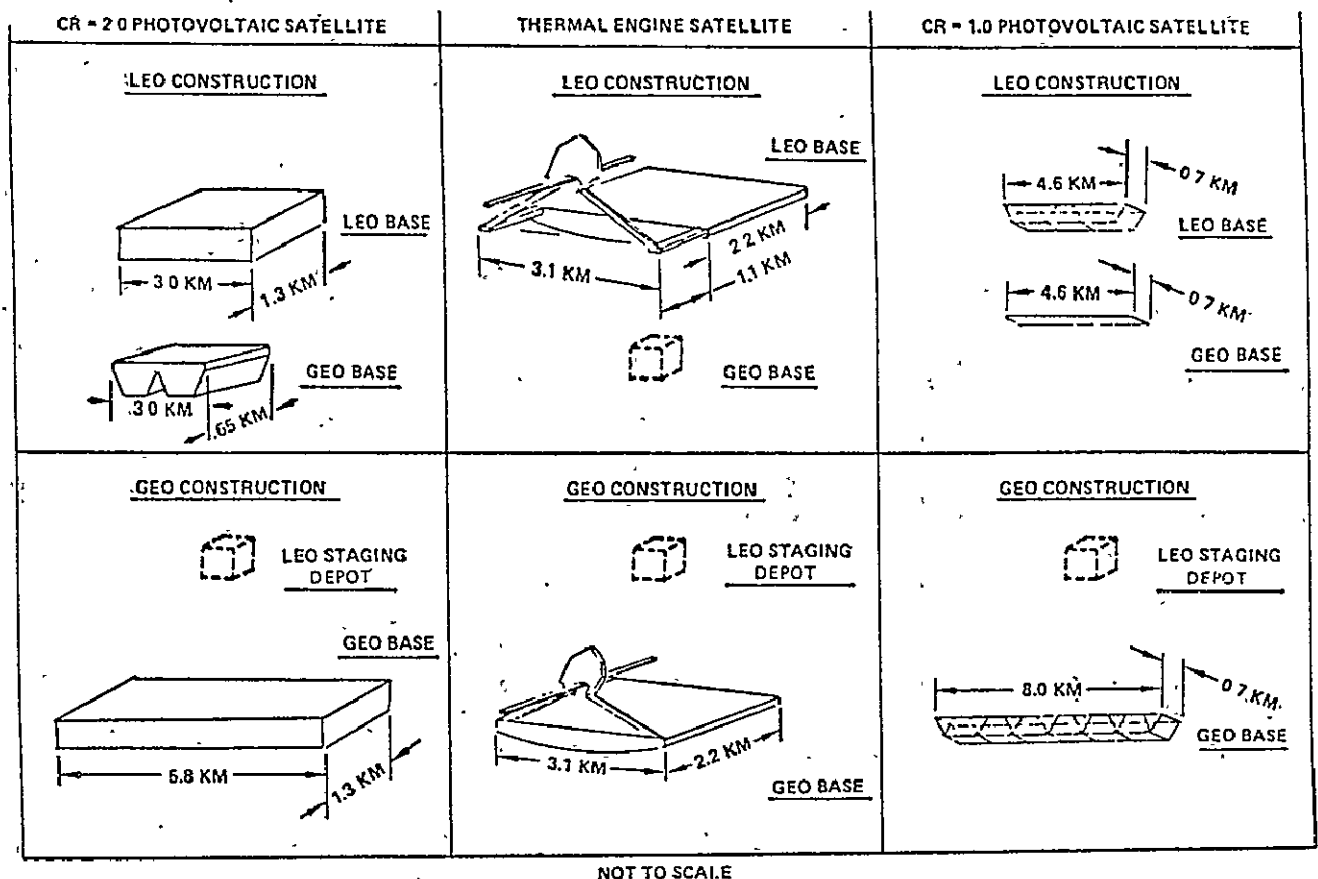 CR = 2 0 PHOTOVOLTAIC SATELLITE
LEO CONSTRUCTION
LEO BASE
3 0 KM
1.3 KM
GEO BASE
.30 KM
.65 KM
GEO CONSTRUCTION
LEO STAGING
DEPOT
GEO BASE
5.8 KM
1.3 KM
THERMAL ENGINE SATELLITE
LEO CONSTRUCTION
LEO BASE
2 2 KM
3.1 KM
1.1 KM
GEO BASE
GEO CONSTRUCTION
LEO STAGING
DEPOT
3.1 KM
2.2 KM
GEO BASE
CR = 1.0 PHOTOVOLTAIC SATELLITE
LEO CONSTRUCTION
4.6 KM
0 7 KM
LEO BASE
4.6 KM
0 7 KM
GEO BASE
GEO CONSTRUCTION
LEO STAGING
DEPOT
8.0 KM
0 7 KM
GEO BASE
NOT TO SCALE